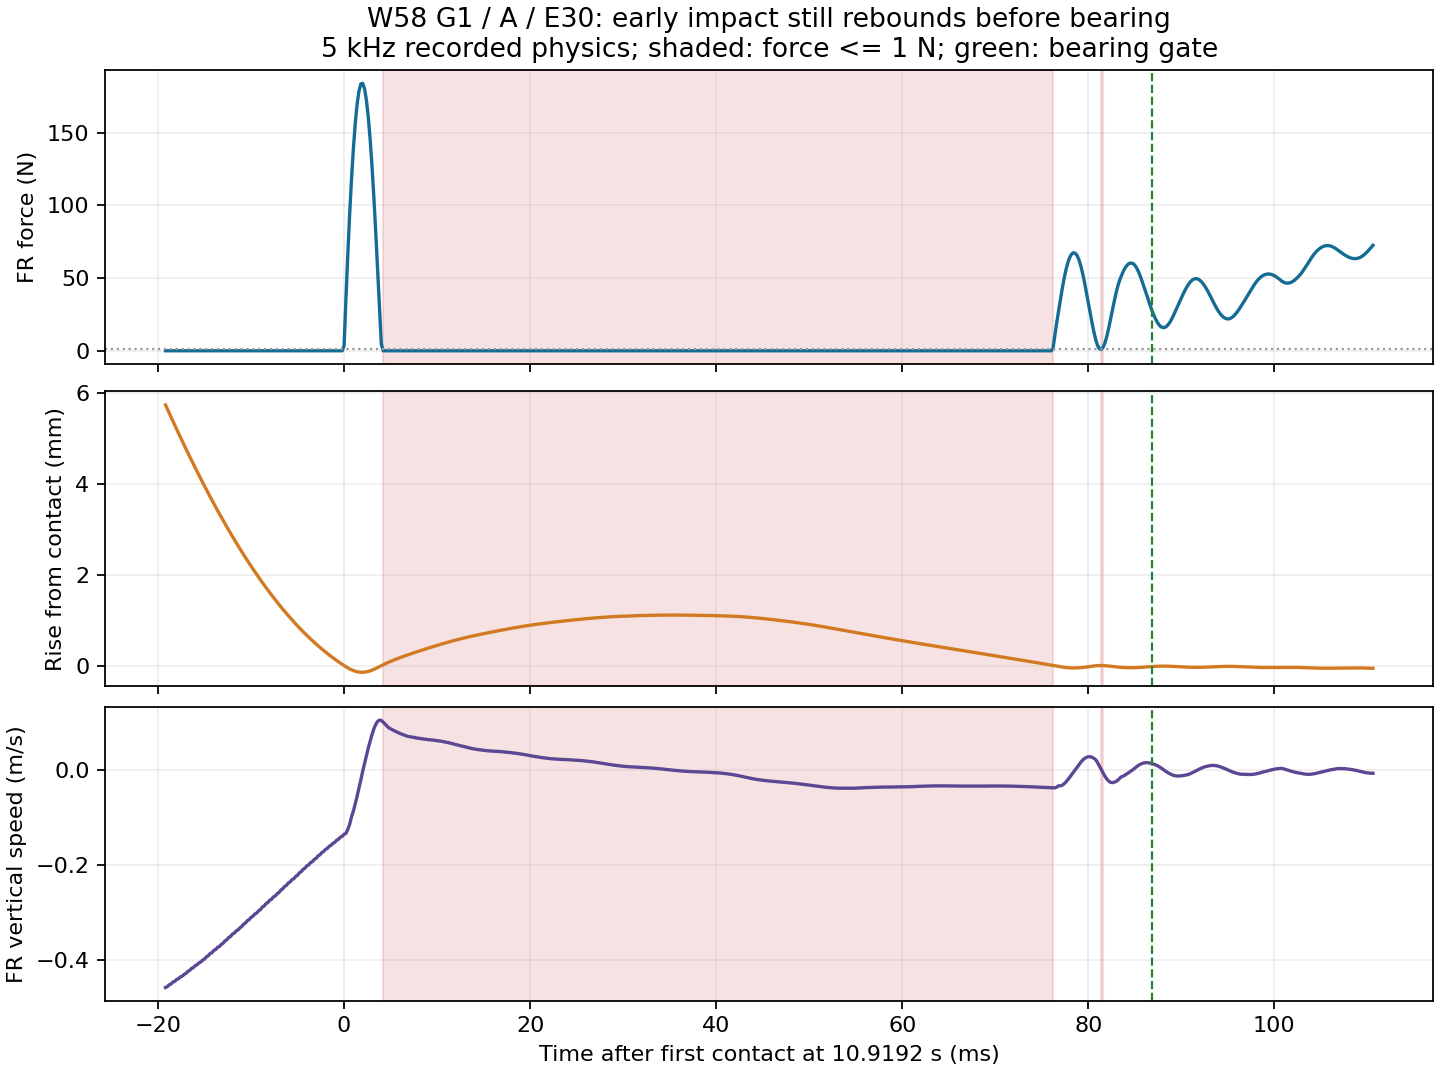 W58 G1 / A / E30: early impact still rebounds before bearing
5 kHz recorded physics; shaded: force <= 1 N; green: bearing gate
FR force (N)
150
100
50
0
Rise from contact (mm)
6
4
2
0
FR vertical speed (m/s)
0.0
−0.2
−0.4
−20 0 20 40 60 80 100
Time after first contact at 10.9192 s (ms)